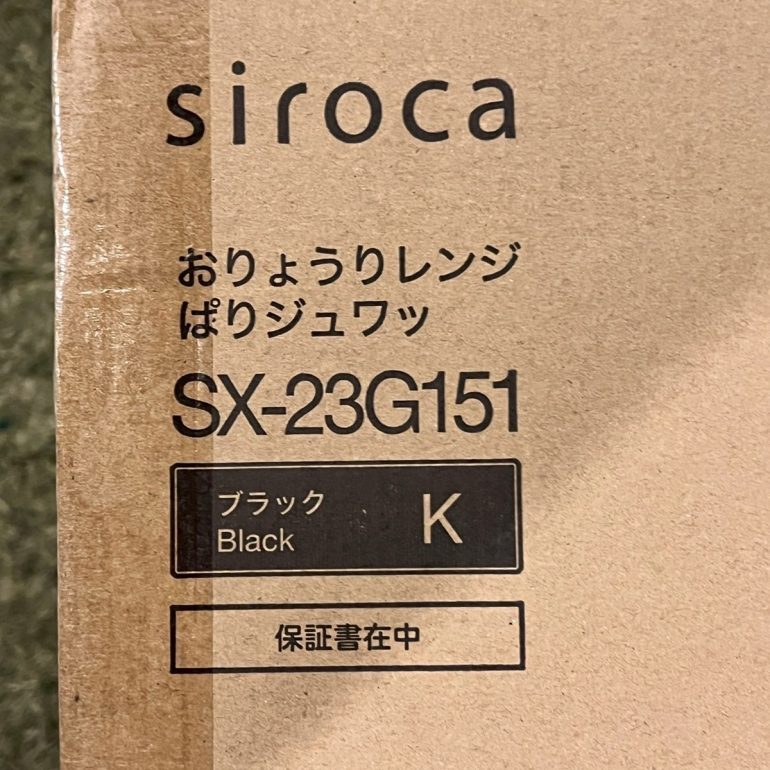 siroca
おりょうりレンジ
ぱりジュワッ
SX-23G151
ブラック
Black
K
保証書在中